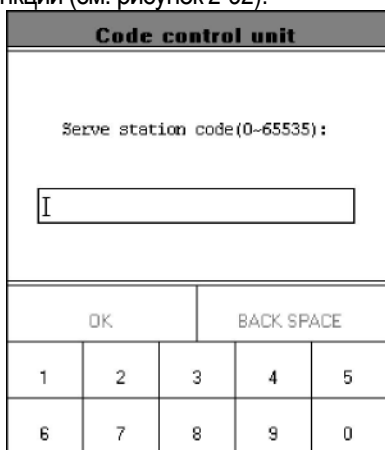 нкции (см. рисунок 2-62).
Code control unit
Serve station code(0~65535):
OK BACK SPACE
1 2 3 4 5
6 7 8 9 0